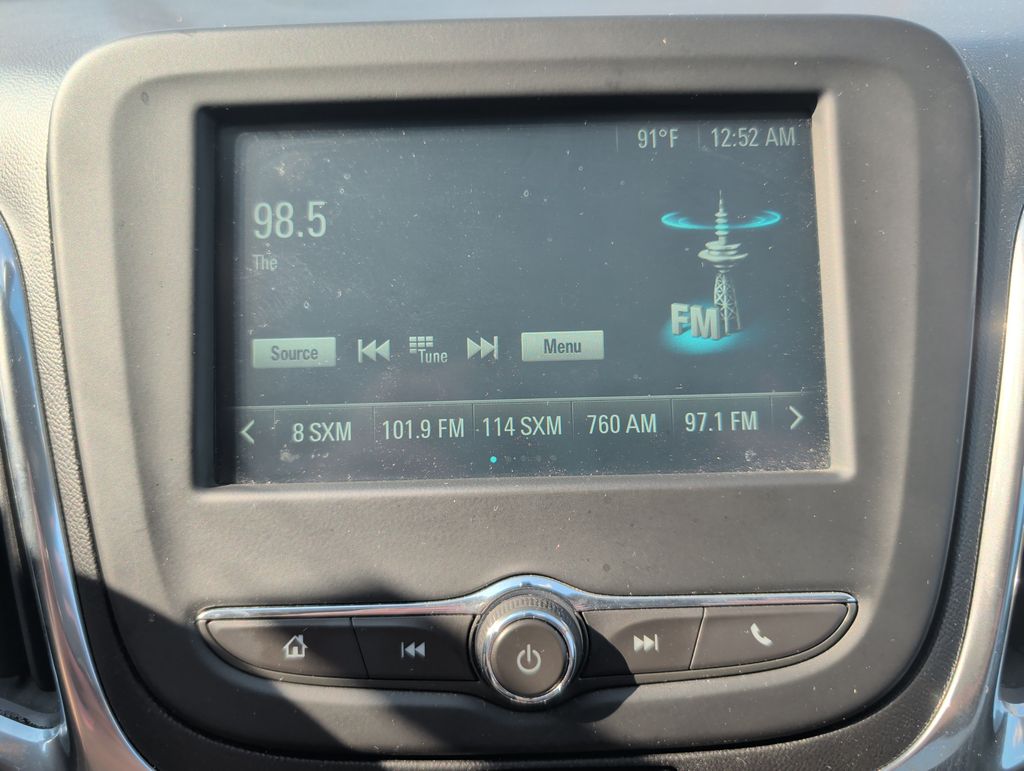 91°F 12:52 AM
98.5
The
FM
Source Tune Menu
8 SXM 101.9 FM 114 SXM 760 AM 97.1 FM